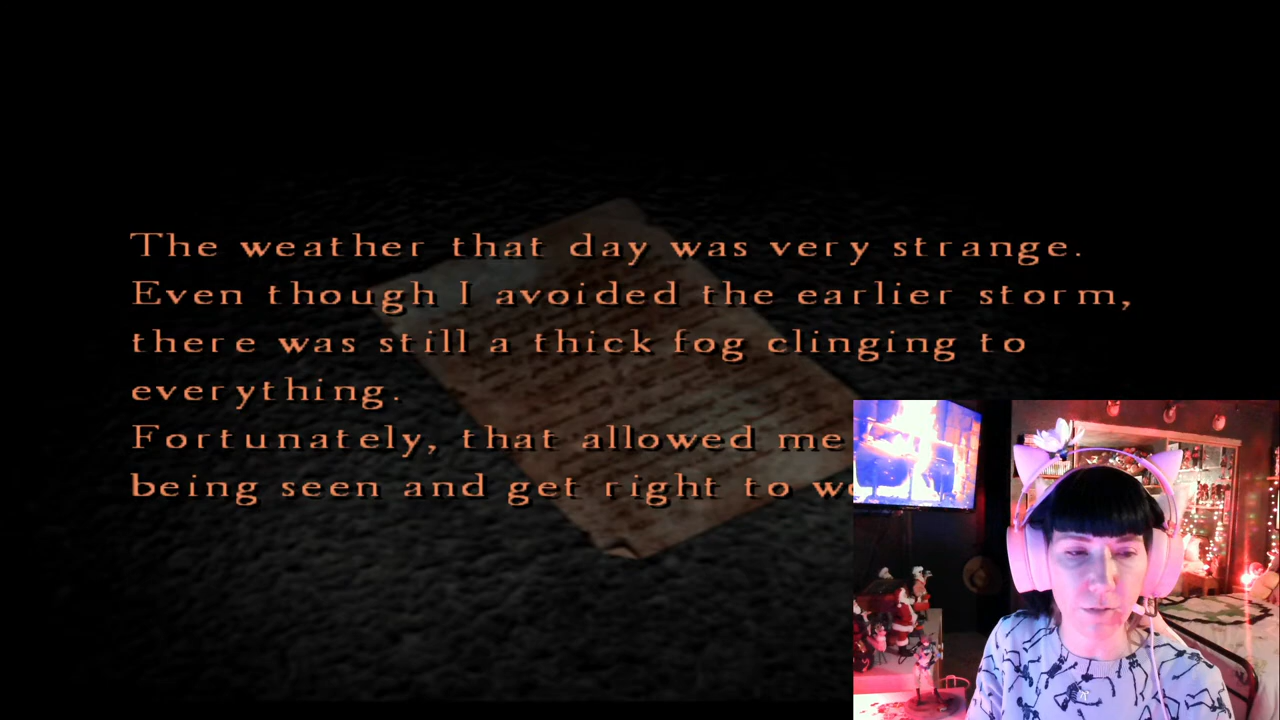 The weather that day was very strange.
Even though I avoided the earlier storm,
there was still a thick fog clinging to
everything.
Fortunately, that allowed me
being seen and get right to